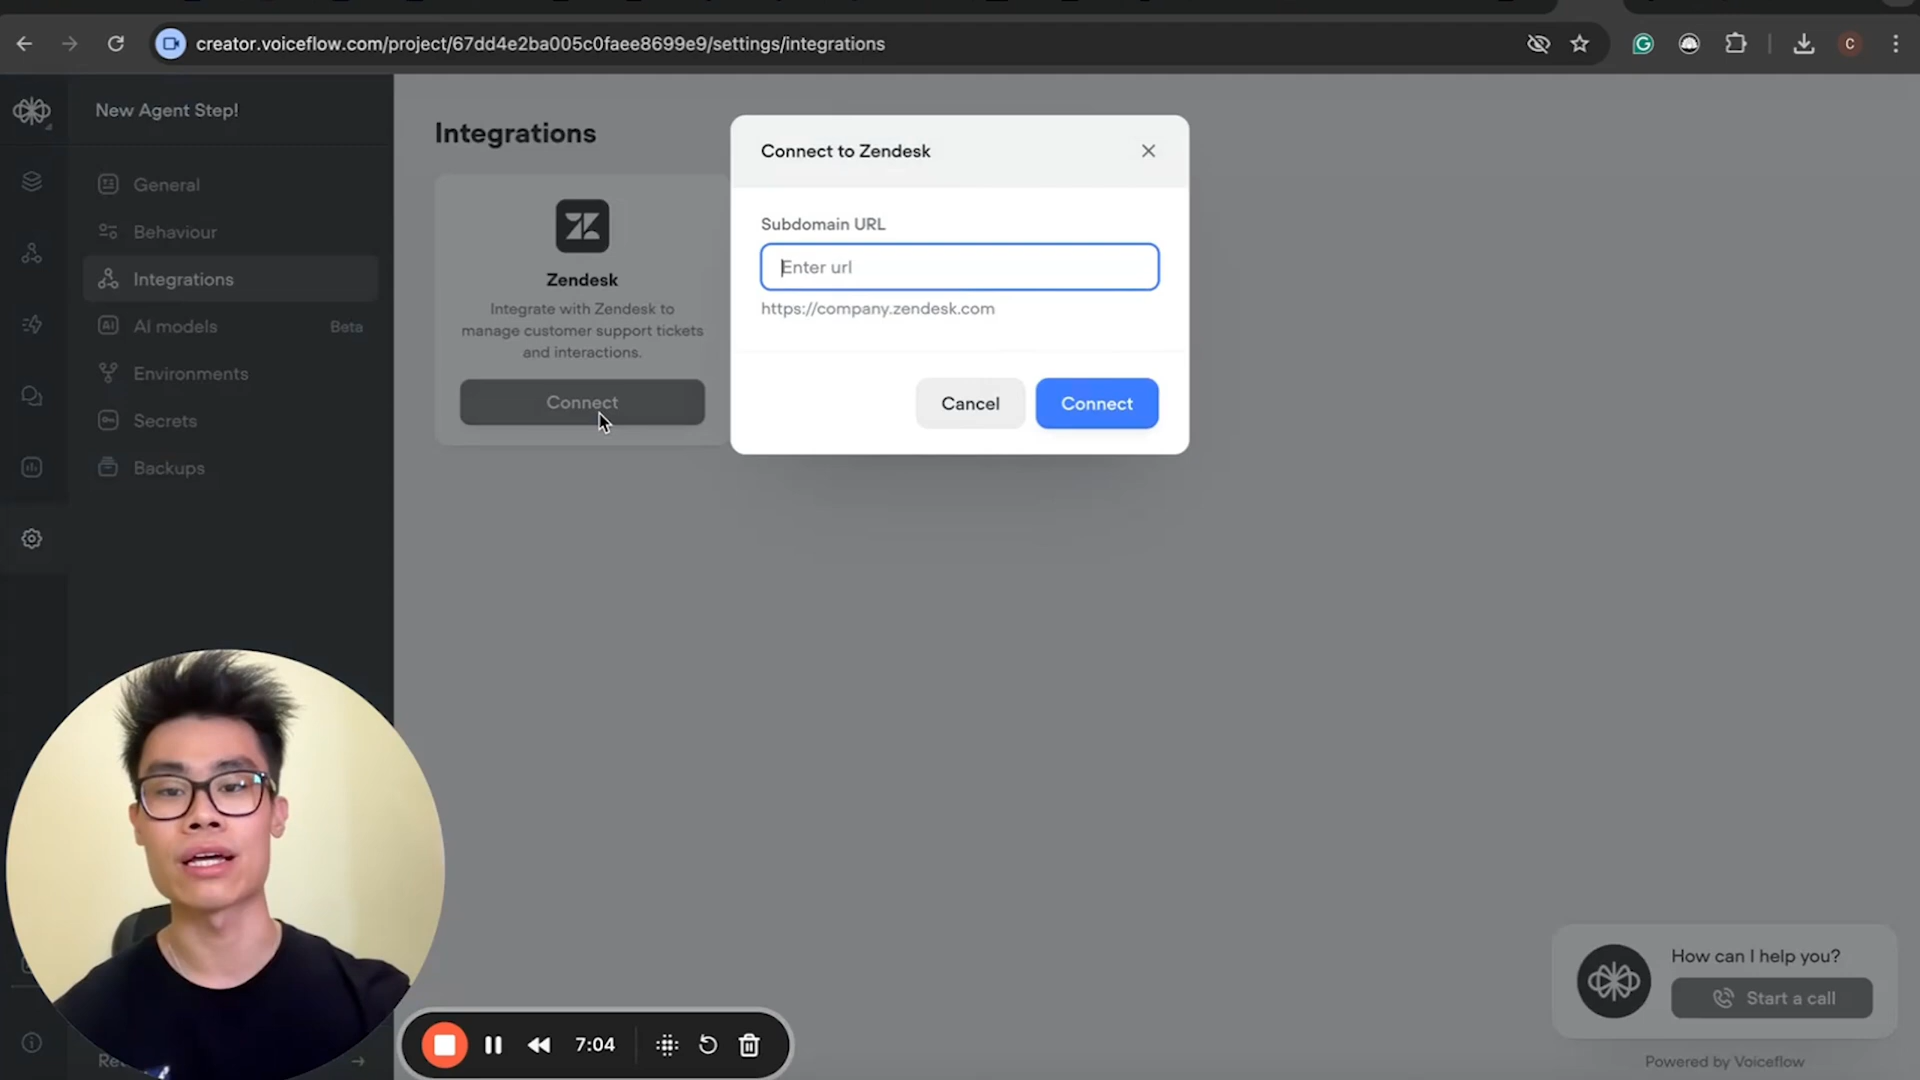 creator.voiceflow.com/project/67dd4e2ba005c0faee8699e9/settings/integrations
C
New Agent Step!
General
Behaviour
Integrations
AI models
Beta
Environments
Secrets
Backups
Integrations
Zendesk
Integrate with Zendesk to
manage customer support tickets
and interactions.
Connect
Connect to Zendesk
Subdomain URL
Enter url
https://company.zendesk.com
Cancel
Connect
7:04
How can I help you?
Start a call
Powered by Voiceflow